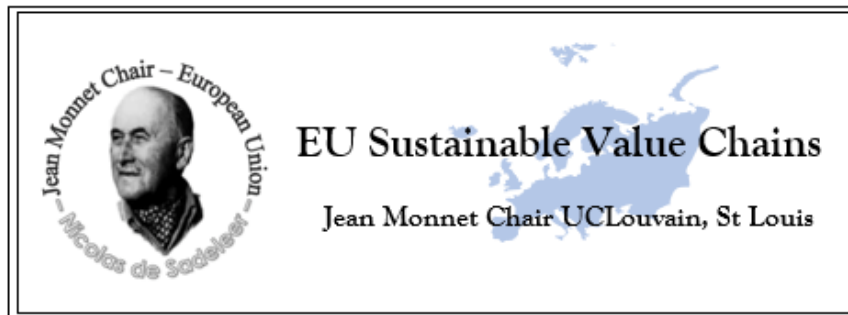 Jean Monnet Chair – European Union –
– Nicolas de Sadeleer –
EU Sustainable Value Chains
Jean Monnet Chair UCLouvain, St Louis